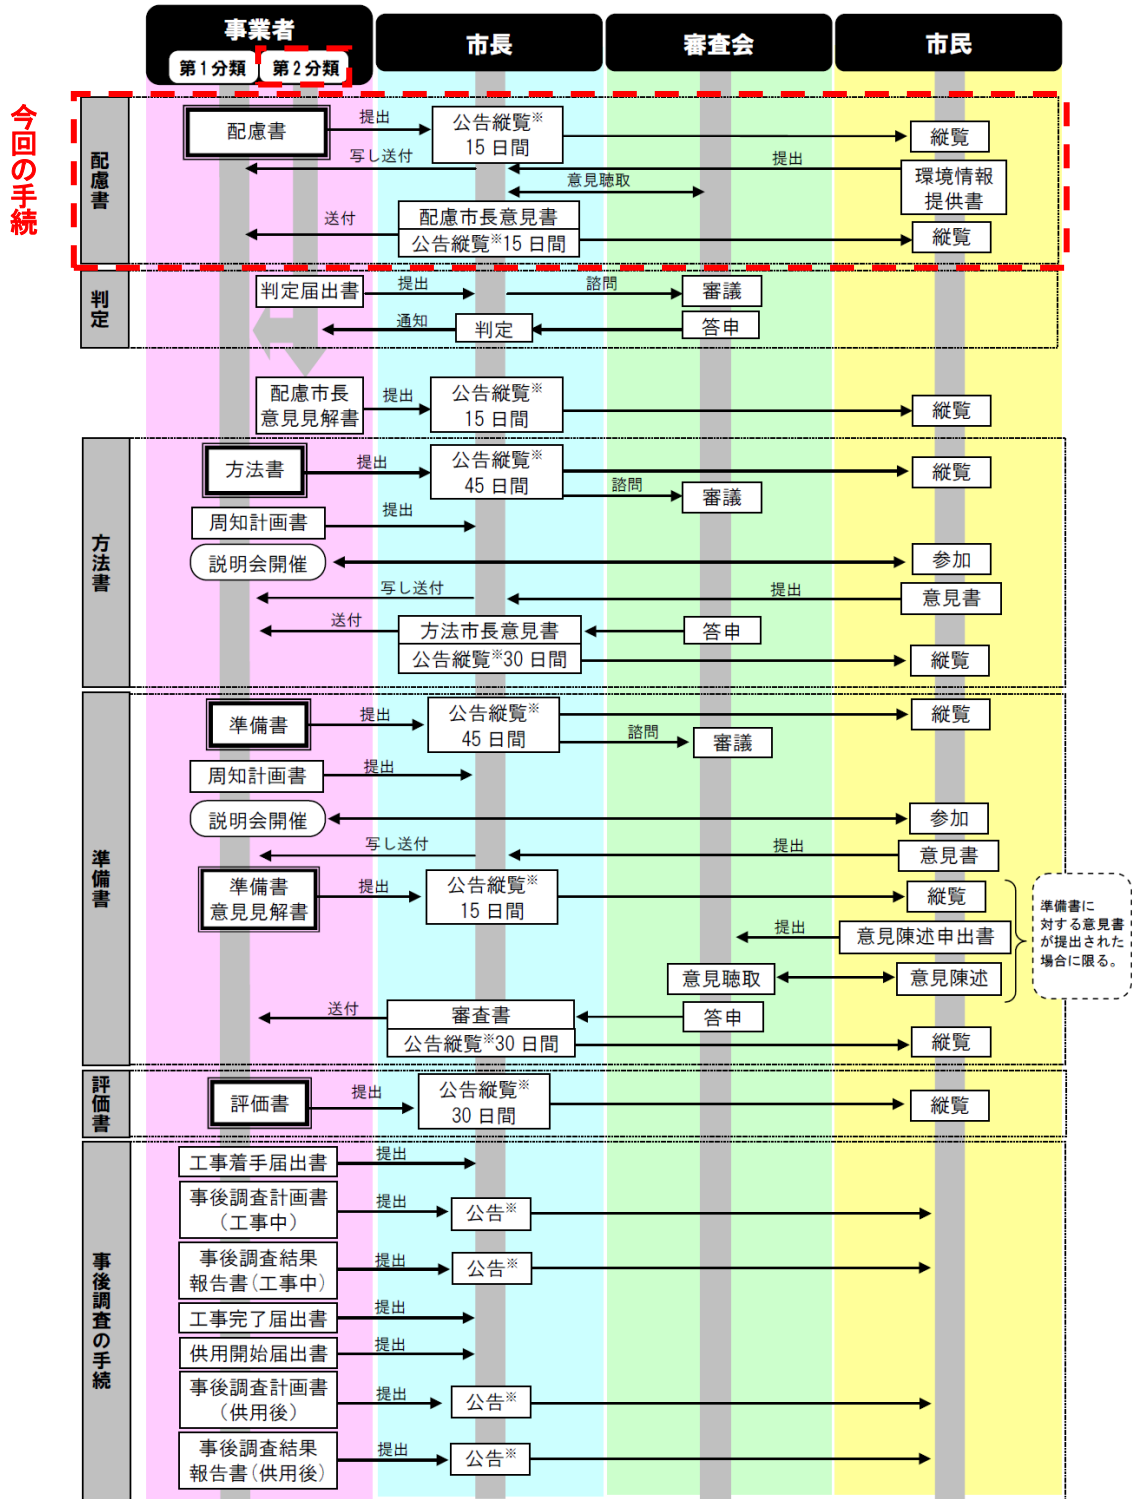 事業者
第1分類
第2分類
市長
審査会
市民
今回の手続
配慮書
配慮書
提出
公告縦覧※
15日間
縦覧
写し送付
提出
環境情報
提供書
意見聴取
送付
配慮市長意見書
公告縦覧※15日間
縦覧
判定
判定届出書
提出
諮問
審議
通知
判定
答申
配慮市長
意見見解書
提出
公告縦覧※
15日間
縦覧
方法書
方法書
提出
公告縦覧※
45日間
縦覧
諮問
審議
周知計画書
提出
説明会開催
参加
写し送付
提出
意見書
送付
方法市長意見書
答申
公告縦覧※30日間
縦覧
準備書
準備書
提出
公告縦覧※
45日間
縦覧
諮問
審議
周知計画書
提出
説明会開催
参加
写し送付
提出
意見書
準備書
意見見解書
提出
公告縦覧※
15日間
縦覧
提出
意見陳述申出書
意見聴取
意見陳述
準備書に
対する意見書
が提出された
場合に限る。
送付
審査書
答申
公告縦覧※30日間
縦覧
評価書
評価書
提出
公告縦覧※
30日間
縦覧
事後調査の手続
工事着手届出書
提出
事後調査計画書
(工事中)
提出
公告※
事後調査結果
報告書(工事中)
提出
公告※
工事完了届出書
提出
供用開始届出書
提出
事後調査計画書
(供用後)
提出
公告※
事後調査結果
報告書(供用後)
提出
公告※